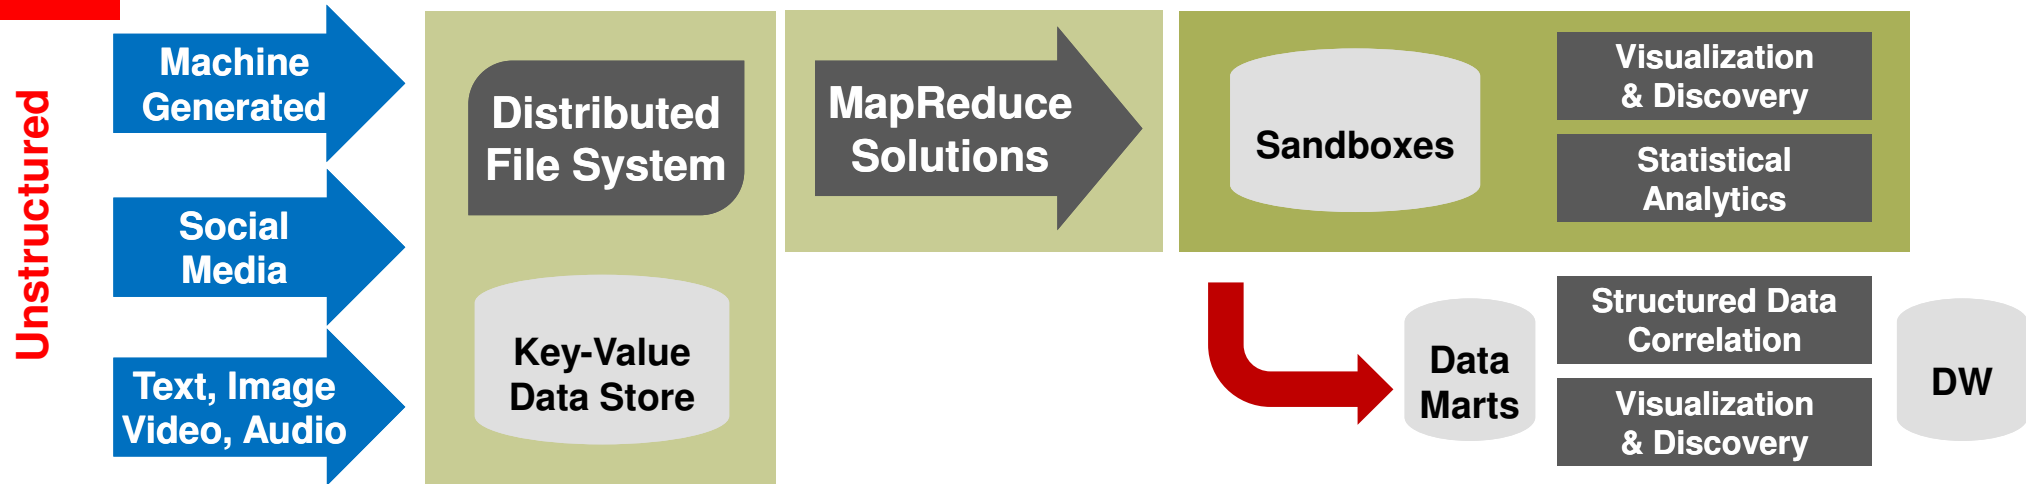 Unstructured
Machine
Generated
Social
Media
Text, Image
Video, Audio
Distributed
File System
Key-Value
Data Store
MapReduce
Solutions
Sandboxes
Visualization
& Discovery
Statistical
Analytics
Data
Marts
Structured Data
Correlation
Visualization
& Discovery
DW